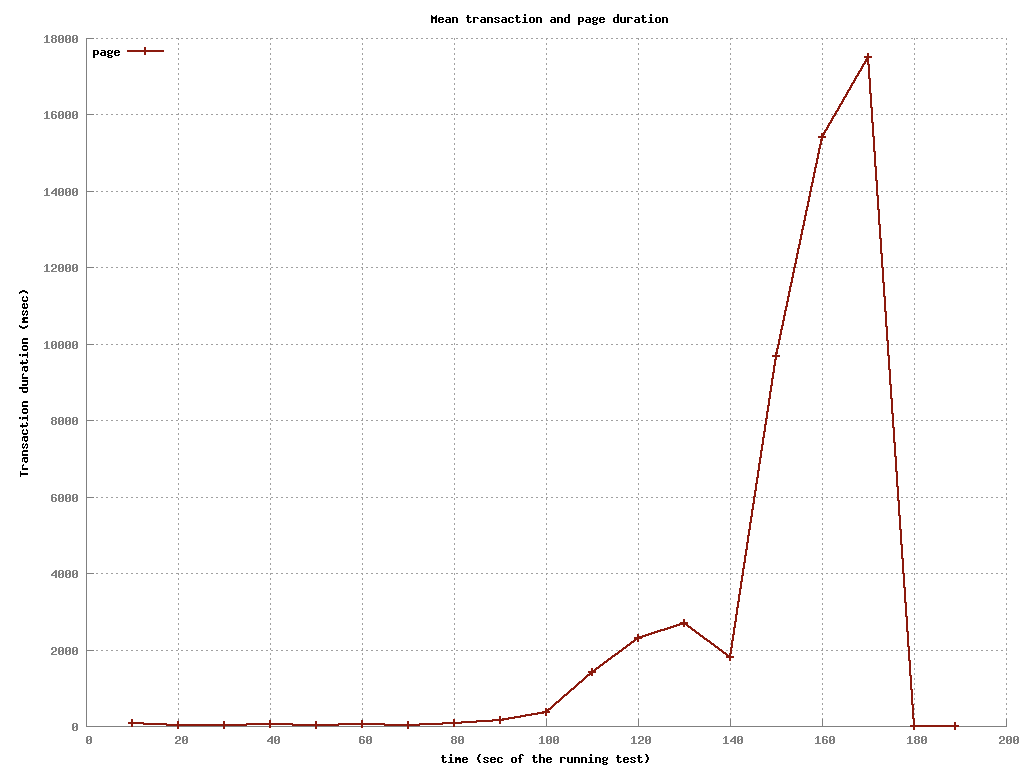 Mean transaction and page duration
page
Transaction duration (msec)
18000
16000
14000
12000
10000
8000
6000
4000
2000
0
0 20 40 60 80 100 120 140 160 180 200
time (sec of the running test)